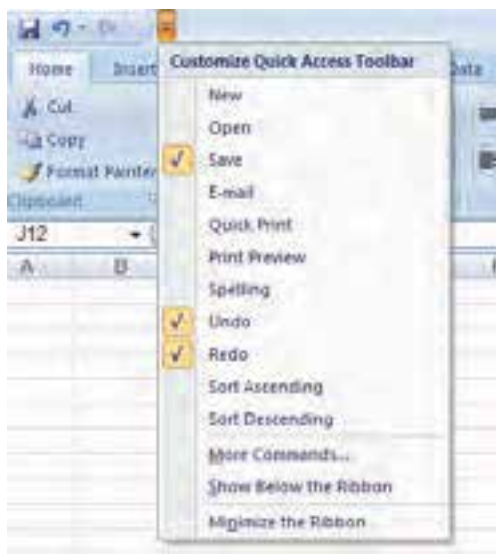 Home Insert Data
Customize Quick Access Toolbar
Cut
Copy
Format Painter
Clipboard
J12
A B
New
Open
Save
E-mail
Quick Print
Print Preview
Spelling
Undo
Redo
Sort Ascending
Sort Descending
More Commands...
Show Below the Ribbon
Minimize the Ribbon